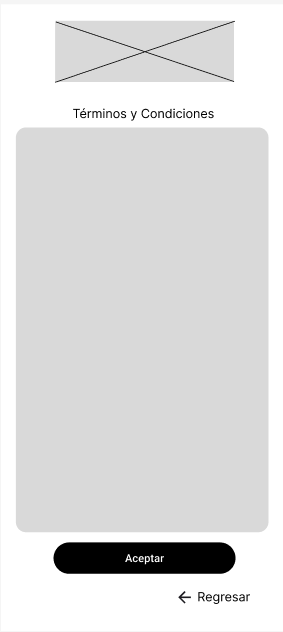 Términos y Condiciones
Aceptar
Regresar